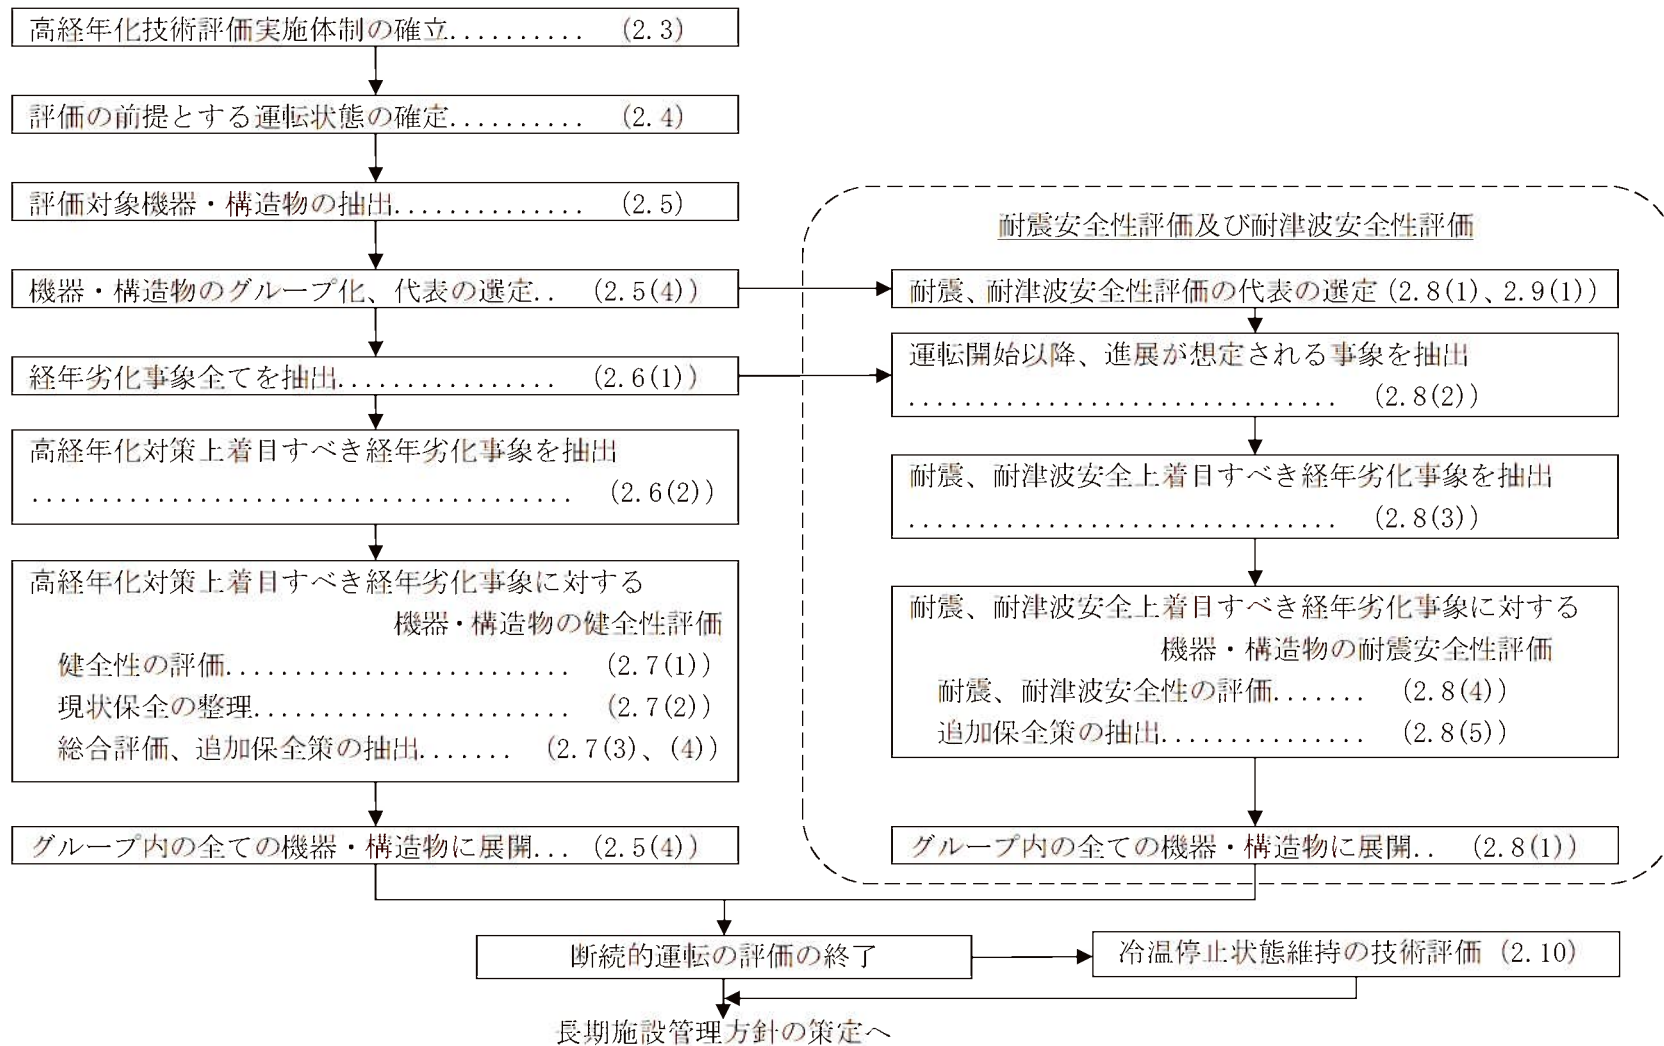 高経年化技術評価実施体制の確立.......... (2.3)
評価の前提とする運転状態の確定.......... (2.4)
評価対象機器・構造物の抽出.............. (2.5)
機器・構造物のグループ化、代表の選定.. (2.5(4))
経年劣化事象全てを抽出................ (2.6(1))
高経年化対策上着目すべき経年劣化事象を抽出
....................................... (2.6(2))
高経年化対策上着目すべき経年劣化事象に対する
機器・構造物の健全性評価
健全性の評価......................... (2.7(1))
現状保全の整理....................... (2.7(2))
総合評価、追加保全策の抽出....... (2.7(3)、(4))
グループ内の全ての機器・構造物に展開... (2.5(4))
耐震安全性評価及び耐津波安全性評価
耐震、耐津波安全性評価の代表の選定 (2.8(1)、2.9(1))
運転開始以降、進展が想定される事象を抽出
............................... (2.8(2))
耐震、耐津波安全上着目すべき経年劣化事象を抽出
............................... (2.8(3))
耐震、耐津波安全上着目すべき経年劣化事象に対する
機器・構造物の耐震安全性評価
耐震、耐津波安全性の評価....... (2.8(4))
追加保全策の抽出............... (2.8(5))
グループ内の全ての機器・構造物に展開.. (2.8(1))
断続的運転の評価の終了
冷温停止状態維持の技術評価 (2.10)
長期施設管理方針の策定へ